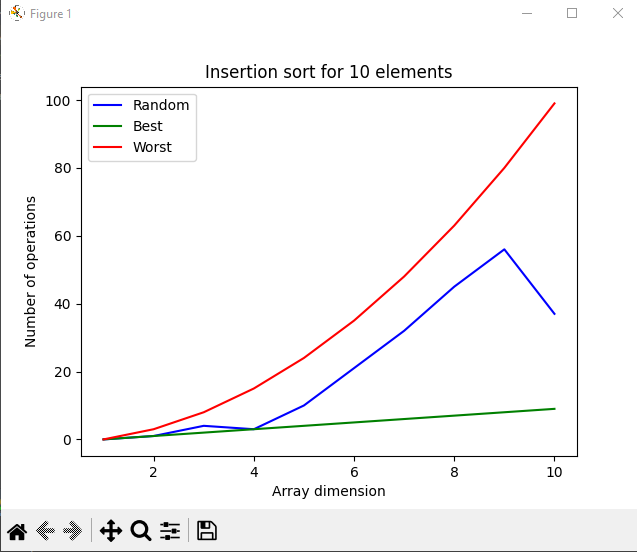 Figure 1
Insertion sort for 10 elements
Random
Best
Worst
Number of operations
100
80
60
40
20
0
2 4 6 8 10
Array dimension